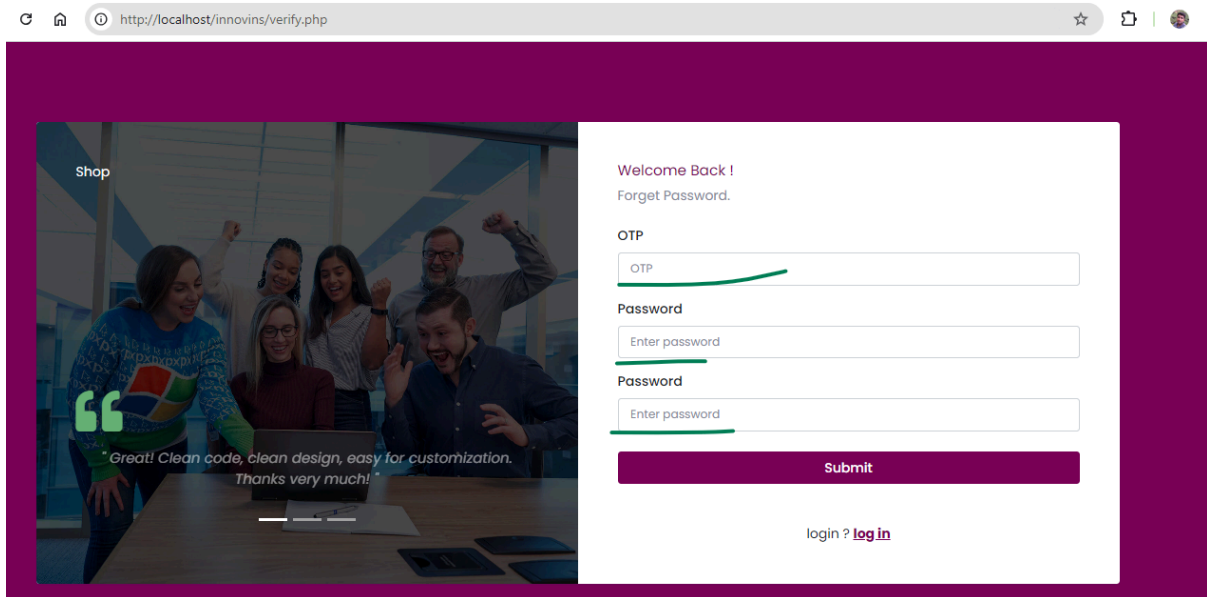 http://localhost/innovins/verify.php
Shop
" Great! Clean code, clean design, easy for customization.
Thanks very much! "
Welcome Back !
Forget Password.
OTP
OTP
Password
Enter password
Password
Enter password
Submit
login ? log in